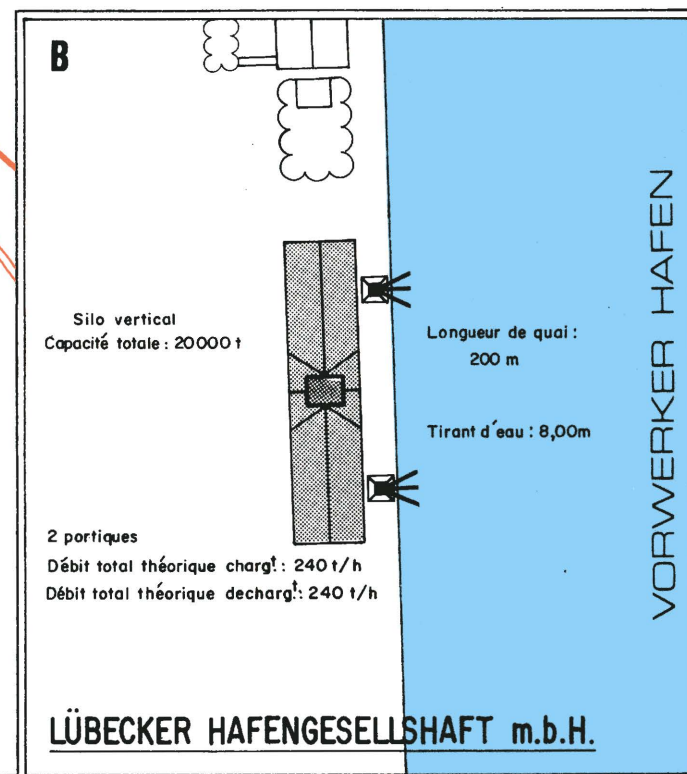 B
Silo vertical
Capacité totale : 20000 t
Longueur de quai :
200 m
Tirant d'eau : 8,00m
VORWERKER HAFEN
2 portiques
Débit total théorique chargt. : 240 t/h
Débit total théorique dechargt. : 240 t/h
LÜBECKER HAFENGESELLSHAFT m.b.H.